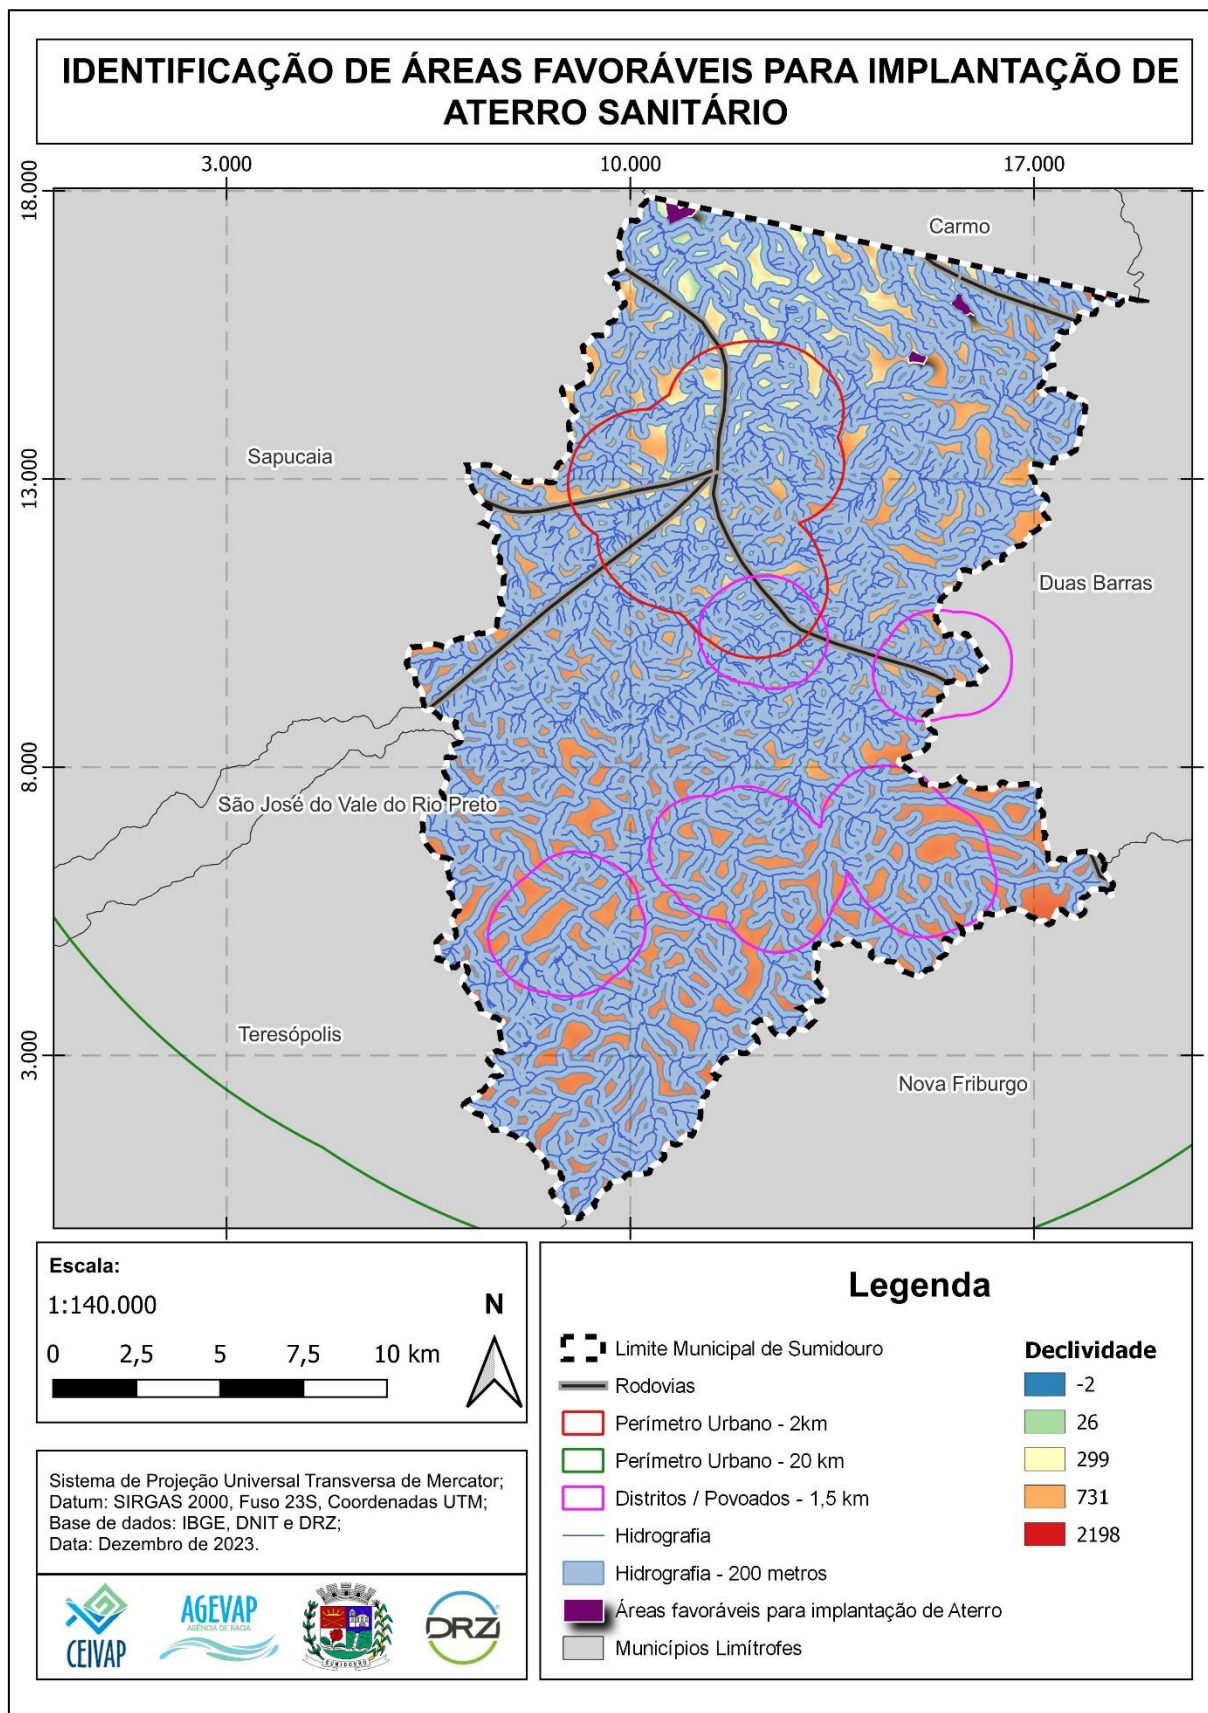 IDENTIFICAÇÃO DE ÁREAS FAVORÁVEIS PARA IMPLANTAÇÃO DE
ATERRO SANITÁRIO
3.000
10.000
17.000
18.000
13.000
8.000
3.000
Carmo
Sapucaia
Duas Barras
São José do Vale do Rio Preto
Teresópolis
Nova Friburgo
Escala:
1:140.000
N
0 2,5 5 7,5 10 km
Sistema de Projeção Universal Transversa de Mercator;
Datum: SIRGAS 2000, Fuso 23S, Coordenadas UTM;
Base de dados: IBGE, DNIT e DRZ;
Data: Dezembro de 2023.
CEIVAP
AGEVAP
AGÊNCIA DE BACIA
SUMIDOURO
DRZ
Legenda
Limite Municipal de Sumidouro
Rodovias
Perímetro Urbano - 2km
Perímetro Urbano - 20 km
Distritos / Povoados - 1,5 km
Hidrografia
Hidrografia - 200 metros
Áreas favoráveis para implantação de Aterro
Municípios Limítrofes
Declividade
-2
26
299
731
2198